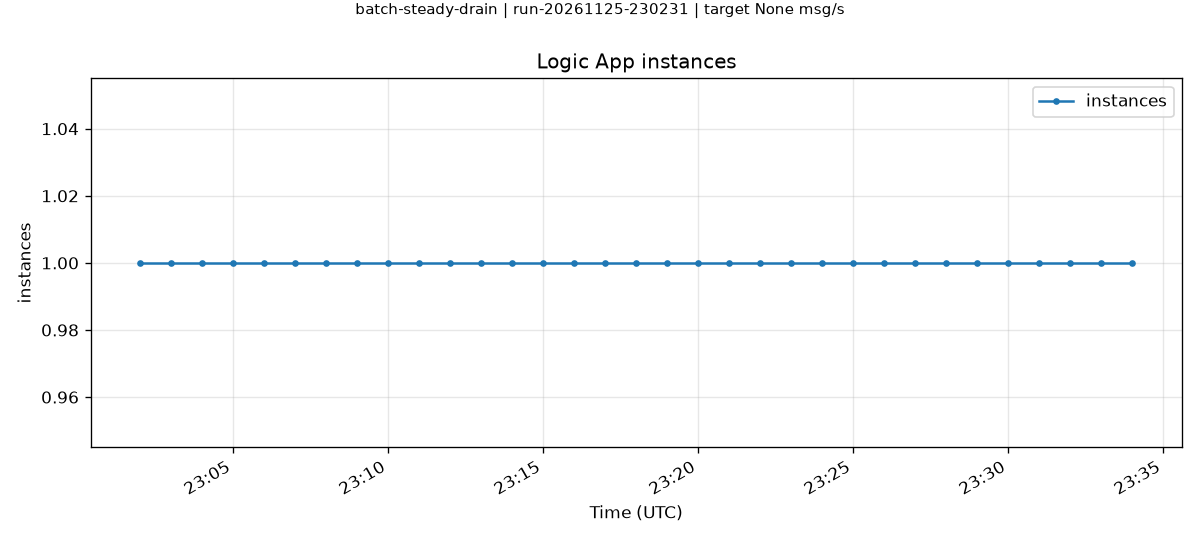 batch-steady-drain | run-20261125-230231 | target None msg/s
Logic App instances
instances
1.04
1.02
1.00
0.98
0.96
instances
23:05
23:10
23:15
23:20
23:25
23:30
23:35
Time (UTC)